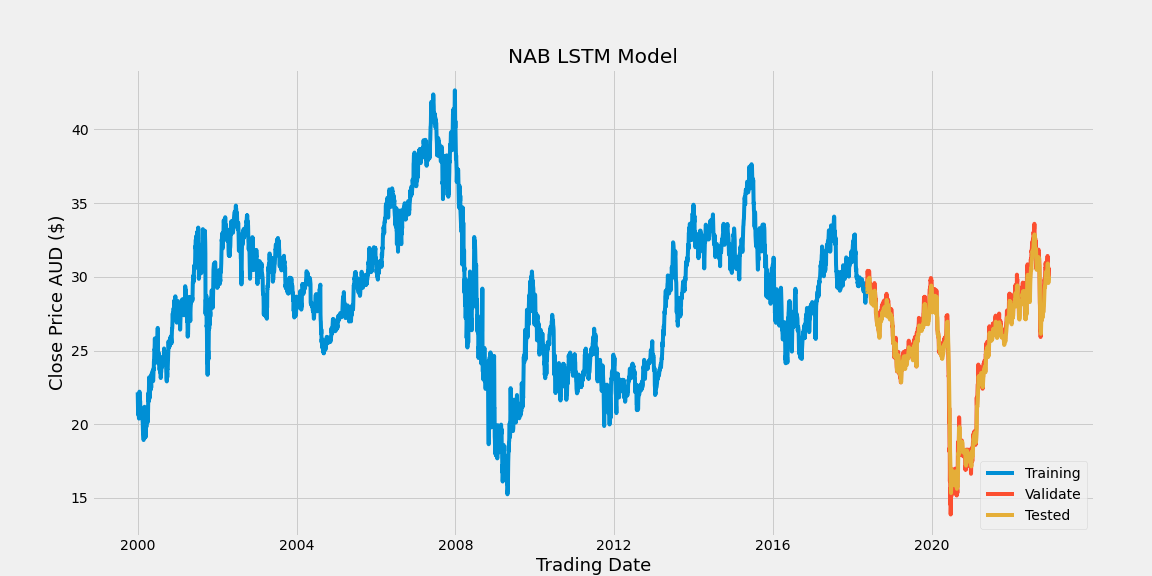 NAB LSTM Model
Close Price AUD ($)
40
35
30
25
20
15
Training
Validate
Tested
2000 2004 2008 2012 2016 2020
Trading Date